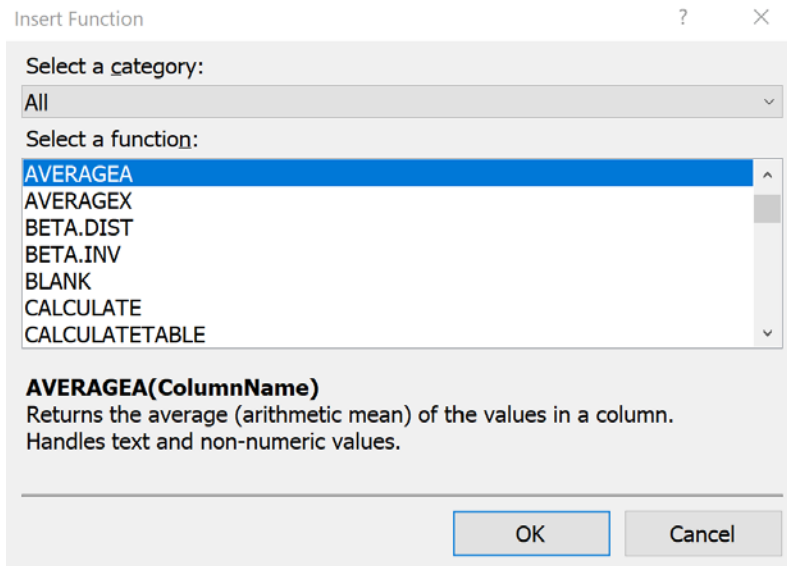 Insert Function ?
Select a category:
All
Select a function:
AVERAGEA
AVERAGEX
BETA.DIST
BETA.INV
BLANK
CALCULATE
CALCULATETABLE
AVERAGEA(ColumnName)
Returns the average (arithmetic mean) of the values in a column.
Handles text and non-numeric values.
OK Cancel